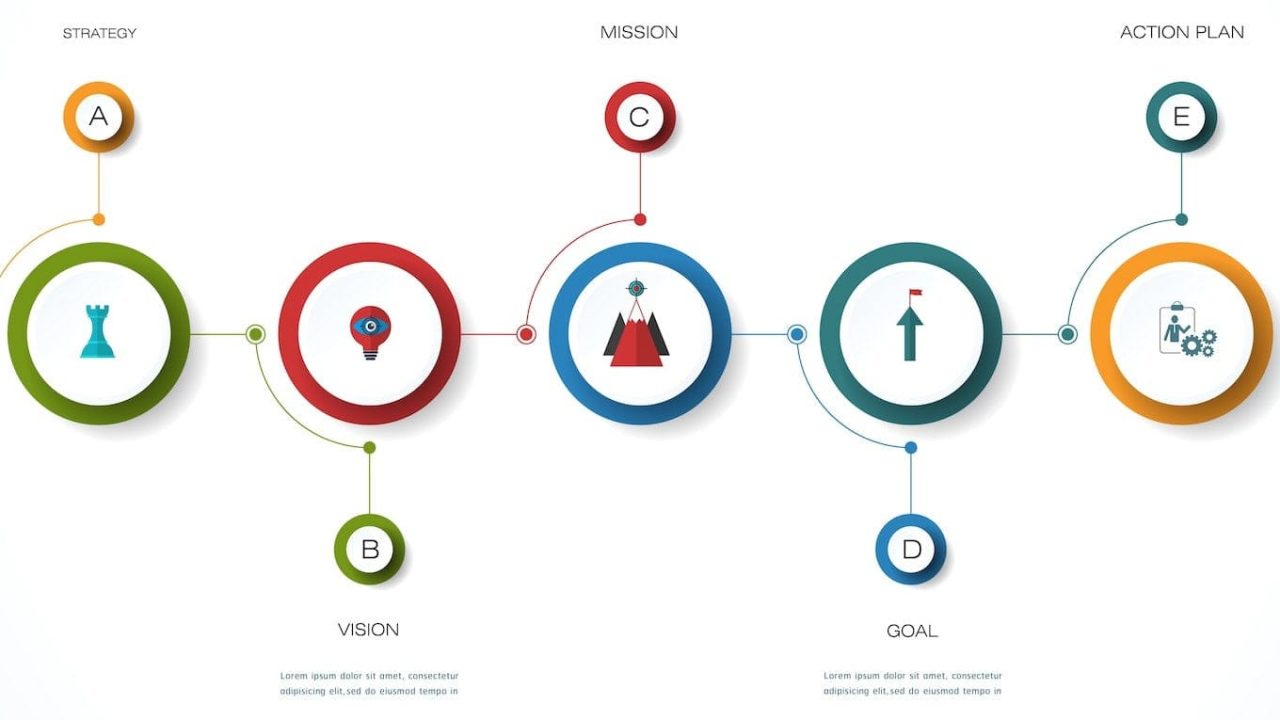 STRATEGY
MISSION
ACTION PLAN
A
C
E
B
D
VISION
GOAL
Lorem ipsum dolor sit amet, consectetur
adipisicing elit,sed do eiusmod tempo in
Lorem ipsum dolor sit amet, consectetur
adipisicing elit,sed do eiusmod tempo in